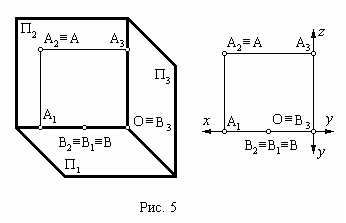 П₂
A₂≡A
A₃
П₃
A₁
O≡B₃
B₂≡B₁≡B
П₁
z
A₂≡A
A₃
x
A₁
O≡B₃
y
B₂≡B₁≡B
y
Рис. 5